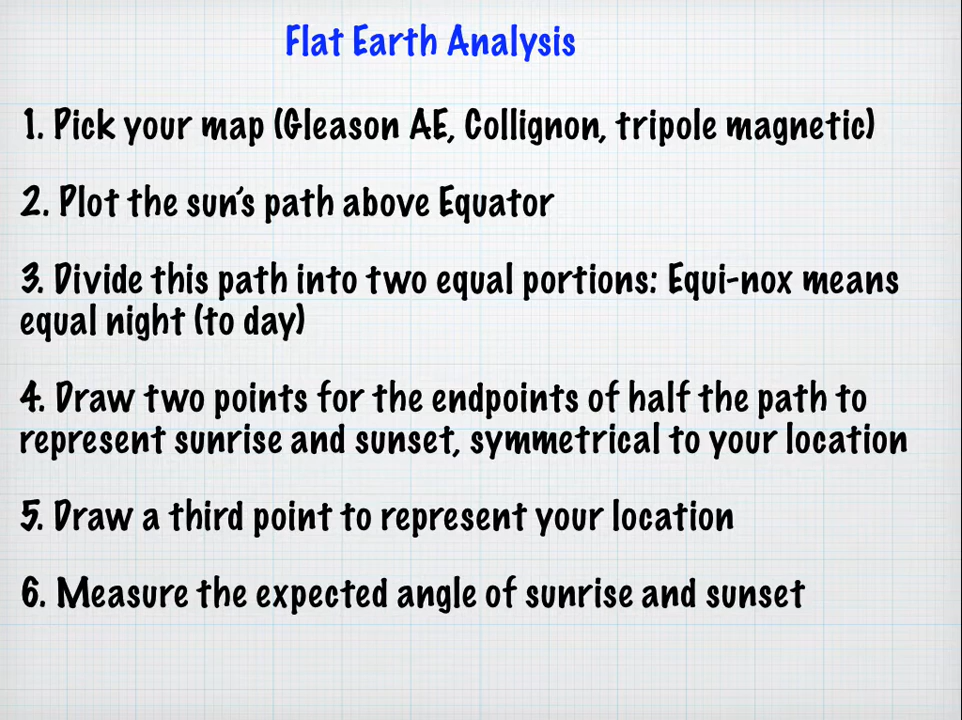 Flat Earth Analysis
1. Pick your map (Gleason AE, Collignon, tripole magnetic)
2. Plot the sun's path above Equator
3. Divide this path into two equal portions: Equi-nox means
equal night (to day)
4. Draw two points for the endpoints of half the path to
represent sunrise and sunset, symmetrical to your location
5. Draw a third point to represent your location
6. Measure the expected angle of sunrise and sunset